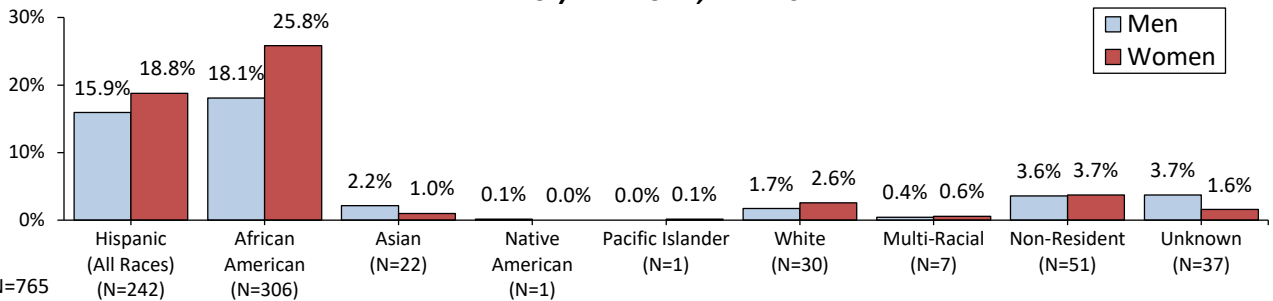 30%
20%
10%
0%
Men
Women
15.9% 18.8%
18.1% 25.8%
2.2% 1.0%
0.1% 0.0%
0.0% 0.1%
1.7% 2.6%
0.4% 0.6%
3.6% 3.7%
3.7% 1.6%
Hispanic
(All Races)
(N=242)
African
American
(N=306)
Asian
(N=22)
Native
American
(N=1)
Pacific Islander
(N=1)
White
(N=30)
Multi-Racial
(N=7)
Non-Resident
(N=51)
Unknown
(N=37)
N=765